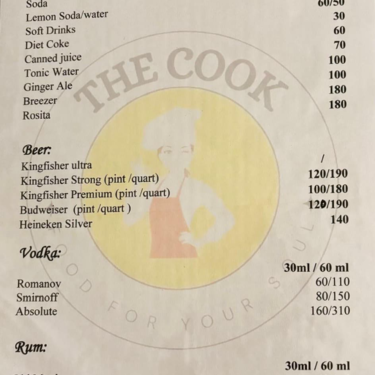 Soda
Lemon Soda/water 60/50
Soft Drinks 30
Diet Coke 60
Canned juice 70
Tonic Water 100
Ginger Ale 100
Breezer 180
Rosita 180
THE COOK
Beer:
Kingfisher ultra /
Kingfisher Strong (pint /quart) 120/190
Kingfisher Premium (pint /quart) 100/180
Budweiser (pint /quart ) 120/190
Heineken Silver 140
FOOD FOR YOUR SOUL
Vodka:
30ml / 60 ml
Romanov 60/110
Smirnoff 80/150
Absolute 160/310
Rum:
30ml / 60 ml